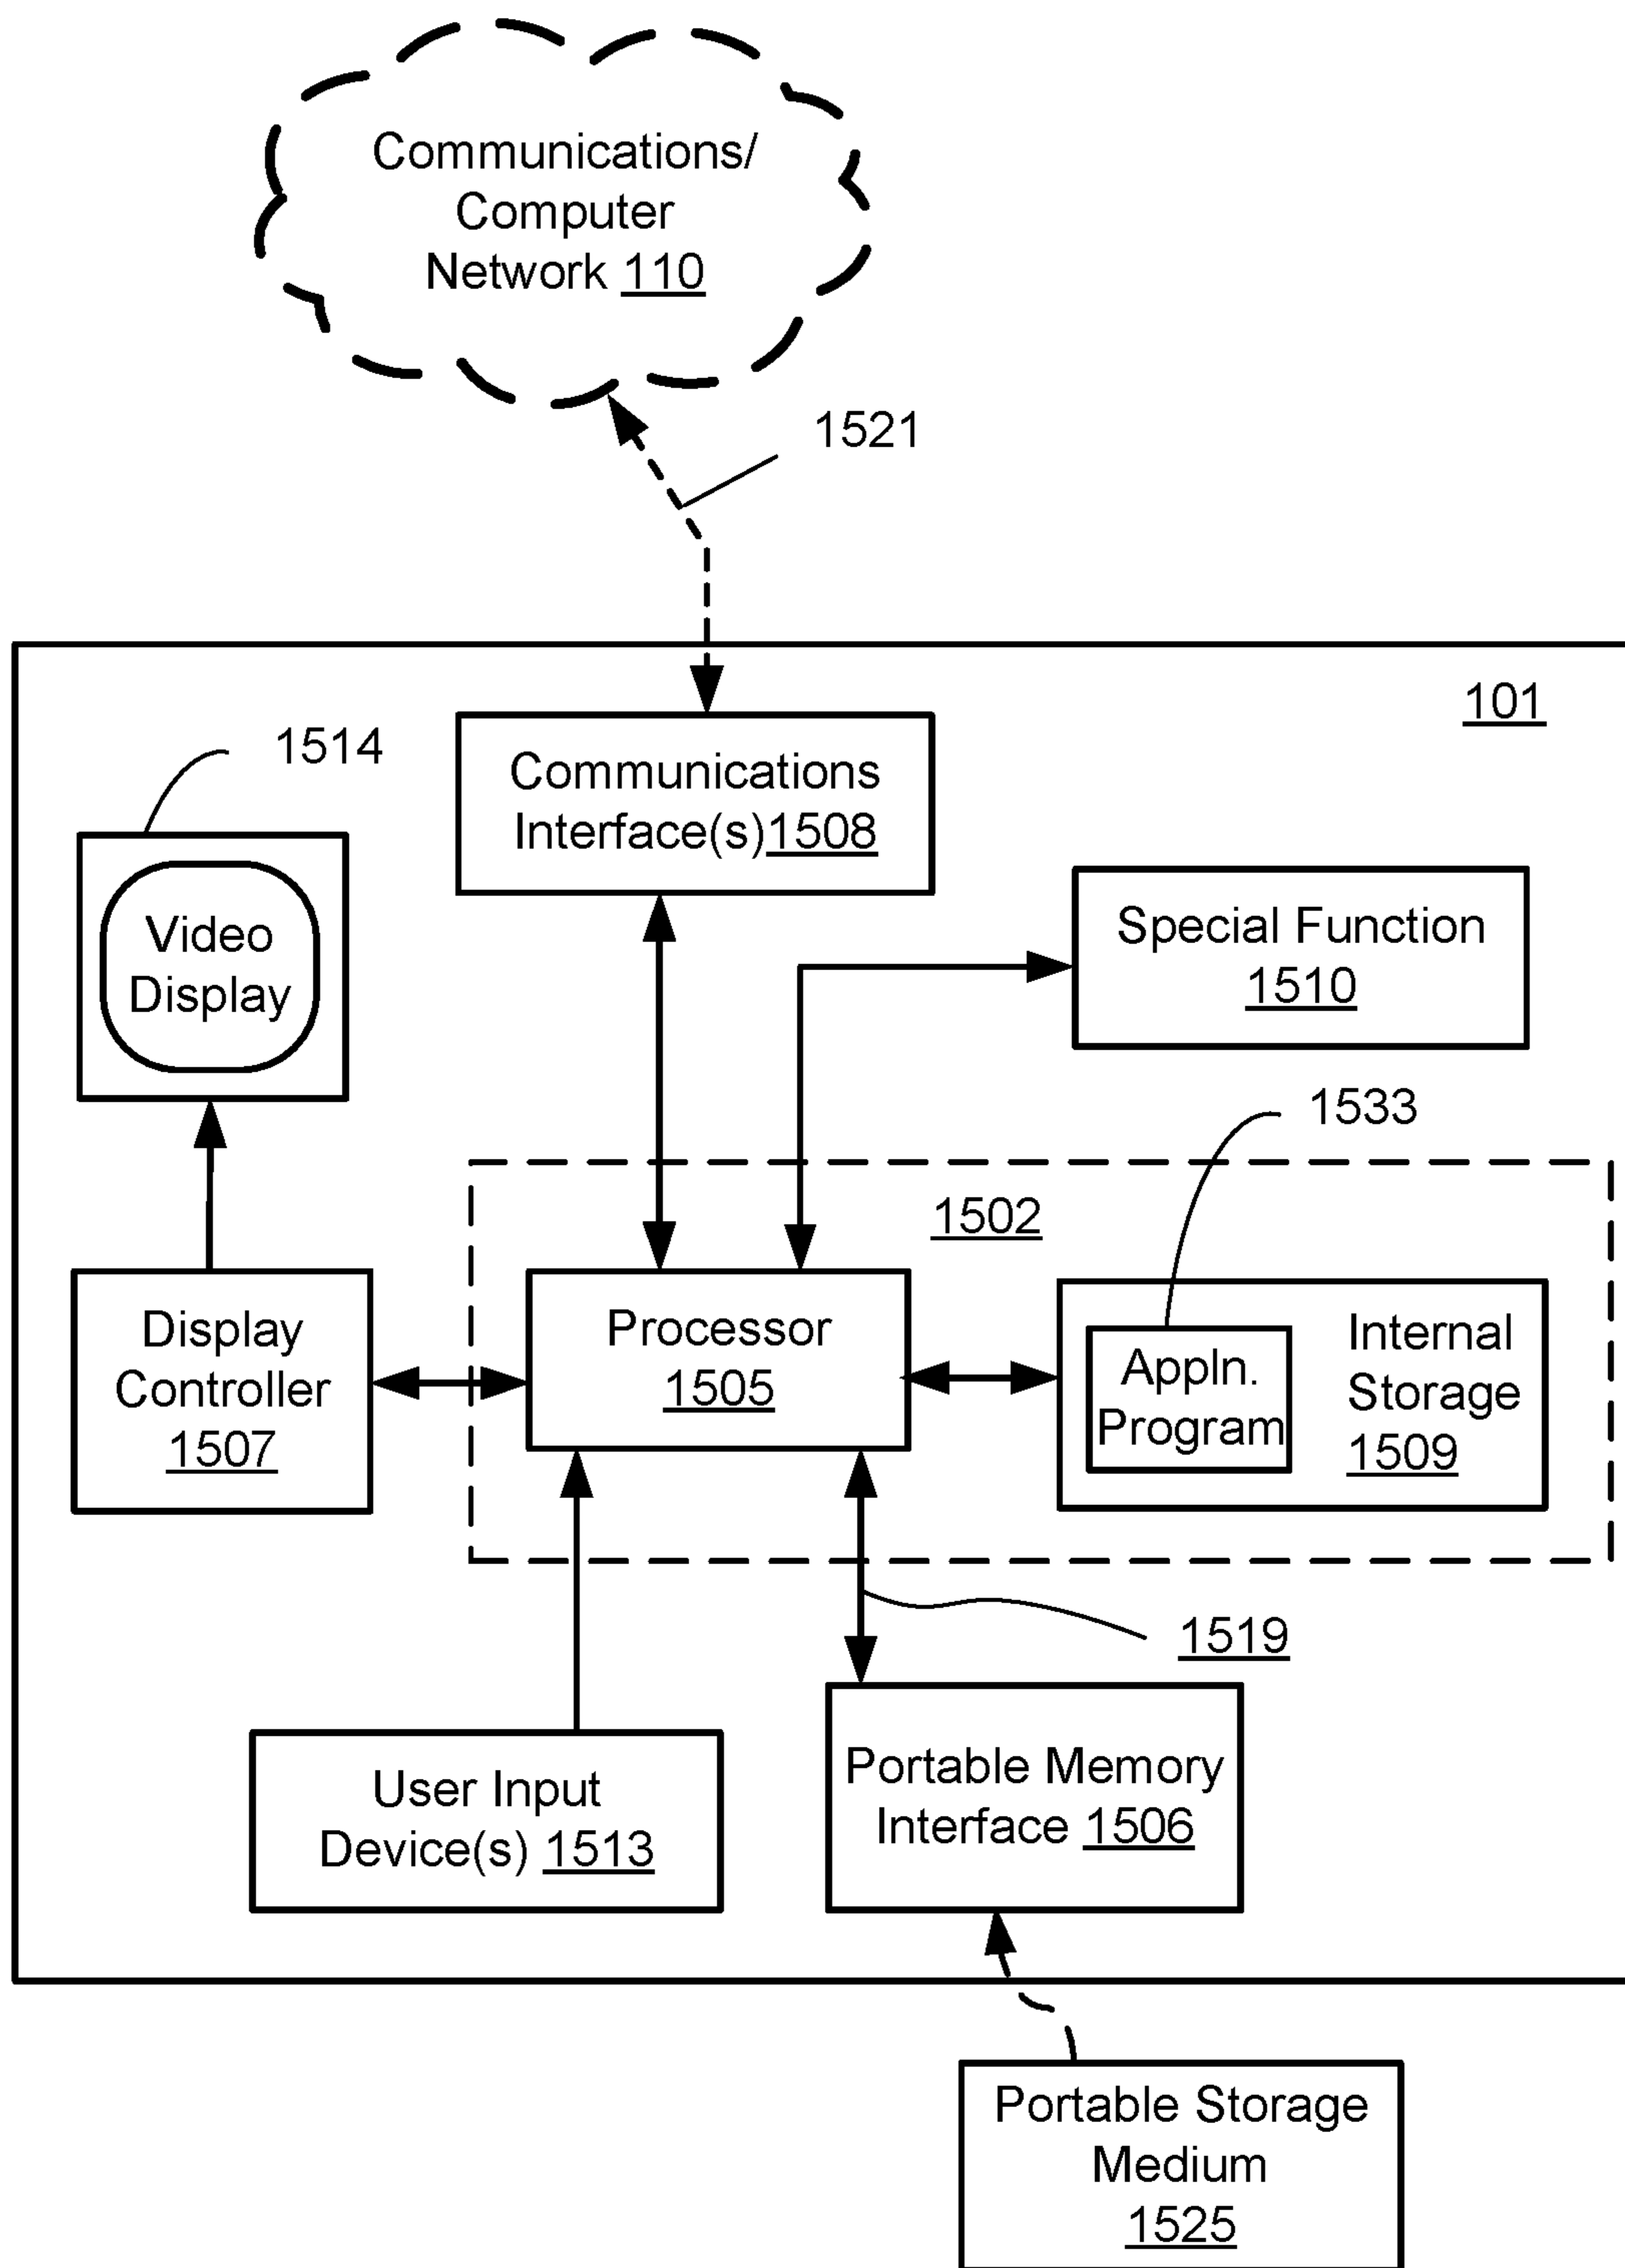 Communications/
Computer
Network 110
1521
101
1514
Communications
Interface(s)1508
Video
Display
Special Function
1510
1533
1502
Display
Controller
1507
Processor
1505
Appln.
Program
Internal
Storage
1509
1519
User Input
Device(s) 1513
Portable Memory
Interface 1506
Portable Storage
Medium
1525